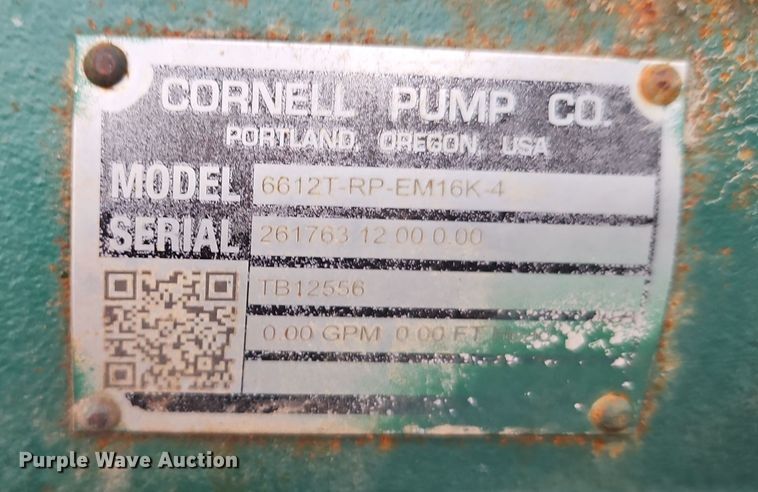 CORNELL PUMP CO.
PORTLAND, OREGON, USA
MODEL 6612T-RP-EM16K-4
SERIAL 261763 12.00 0.00
TB12556
0.00 GPM 0.00 FT
Purple Wave Auction